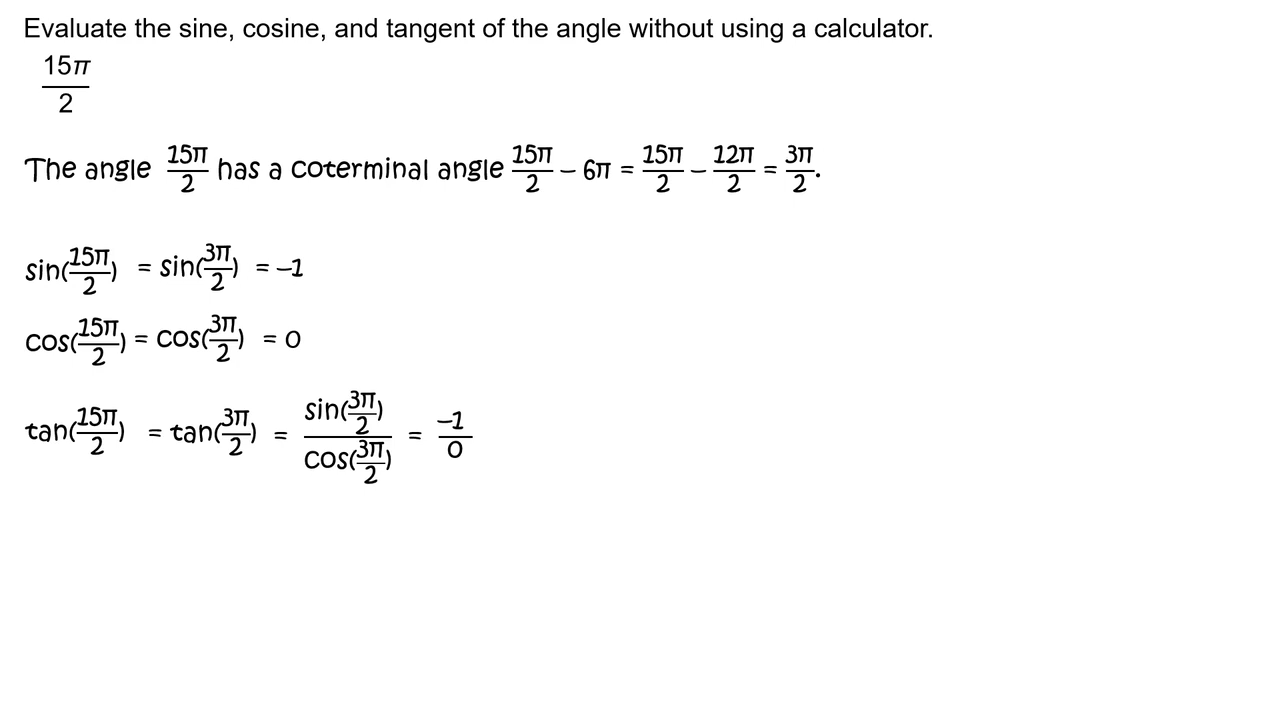 Evaluate the sine, cosine, and tangent of the angle without using a calculator.
15π/2
The angle 15π/2 has a coterminal angle 15π/2 – 6π = 15π/2 – 12π/2 = 3π/2.
sin(15π/2) = sin(3π/2) = –1
cos(15π/2) = cos(3π/2) = 0
tan(15π/2) = tan(3π/2) = sin(3π/2)/cos(3π/2) = –1/0